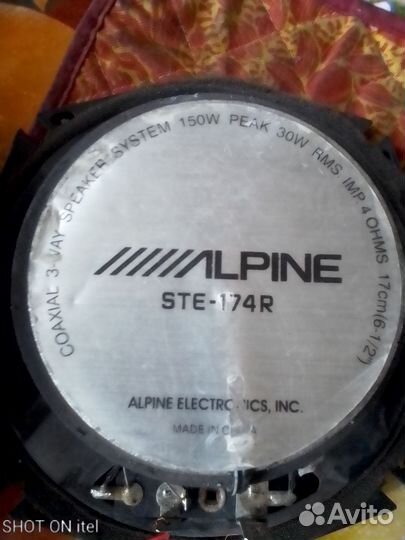 COAXIAL 3-WAY SPEAKER SYSTEM 150W PEAK 30W RMS IMP. 4 OHMS 17cm(6-1/2")
ALPINE
STE-174R
ALPINE ELECTRONICS, INC.
MADE IN CHINA
SHOT ON itel
Avito